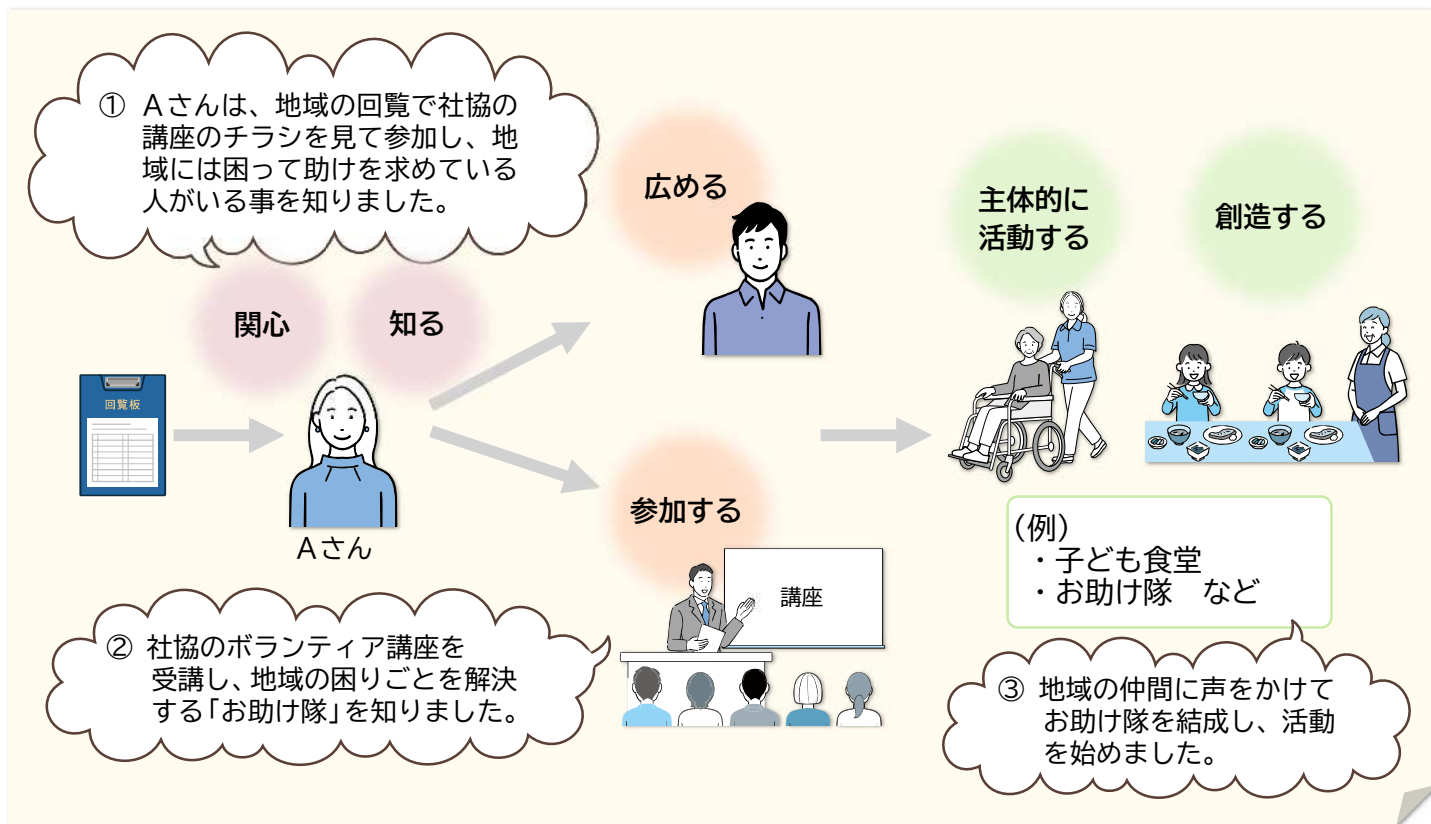 ① Aさんは、地域の回覧で社協の
講座のチラシを見て参加し、地
域には困って助けを求めている
人がいる事を知りました。
広める
主体的に
活動する
創造する
関心
知る
回覧板
Aさん
参加する
講座
(例)
・子ども食堂
・お助け隊　など
② 社協のボランティア講座を
受講し、地域の困りごとを解決
する「お助け隊」を知りました。
③ 地域の仲間に声をかけて
お助け隊を結成し、活動
を始めました。